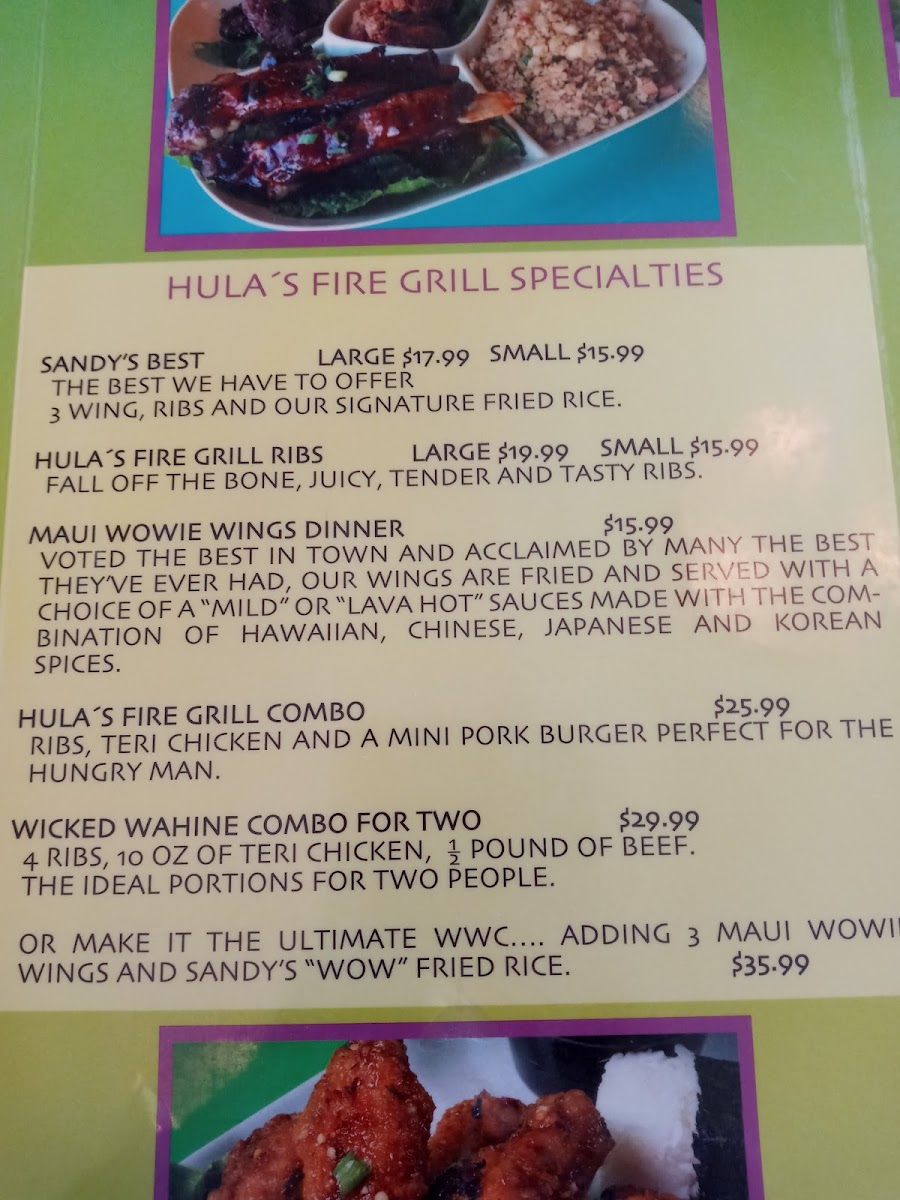 HULA´S FIRE GRILL SPECIALTIES
SANDY'S BEST LARGE $17.99 SMALL $15.99
THE BEST WE HAVE TO OFFER
3 WING, RIBS AND OUR SIGNATURE FRIED RICE.
HULA´S FIRE GRILL RIBS LARGE $19.99 SMALL $15.99
FALL OFF THE BONE, JUICY, TENDER AND TASTY RIBS.
MAUI WOWIE WINGS DINNER $15.99
VOTED THE BEST IN TOWN AND ACCLAIMED BY MANY THE BEST
THEY'VE EVER HAD, OUR WINGS ARE FRIED AND SERVED WITH A
CHOICE OF A "MILD" OR "LAVA HOT" SAUCES MADE WITH THE COM-
BINATION OF HAWAIIAN, CHINESE, JAPANESE AND KOREAN
SPICES.
HULA´S FIRE GRILL COMBO $25.99
RIBS, TERI CHICKEN AND A MINI PORK BURGER PERFECT FOR THE
HUNGRY MAN.
WICKED WAHINE COMBO FOR TWO $29.99
4 RIBS, 10 OZ OF TERI CHICKEN, ½ POUND OF BEEF.
THE IDEAL PORTIONS FOR TWO PEOPLE.
OR MAKE IT THE ULTIMATE WWC.... ADDING 3 MAUI WOWI
WINGS AND SANDY'S "WOW" FRIED RICE. $35.99